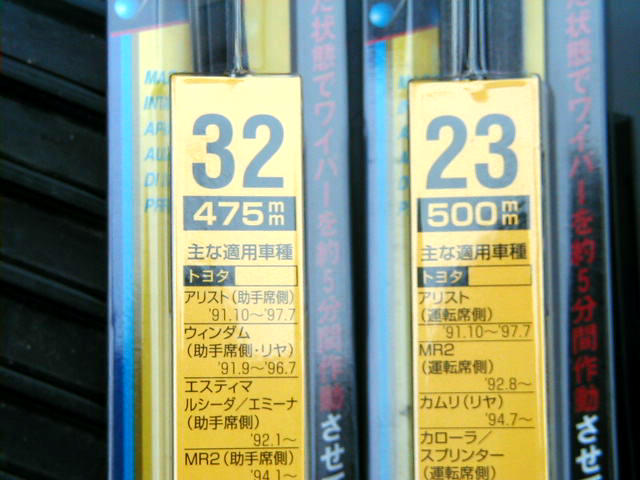 32
475mm
主な適用車種
トヨタ
アリスト(助手席側)
'91.10〜'97.7
ウィンダム
(助手席側・リヤ)
'91.9〜'96.7
エスティマ
ルシーダ/エミーナ
(助手席側)
'92.1〜
MR2(助手席側)
'94.1〜
た状態でワイパーを約5分間作動させ
23
500mm
主な適用車種
トヨタ
アリスト
(運転席側)
'91.10〜'97.7
MR2
(運転席側)
'92.8〜
カムリ(リヤ)
'94.7〜
カローラ/
スプリンター
(運転席側)
た状態でワイパーを約5分間作動させ